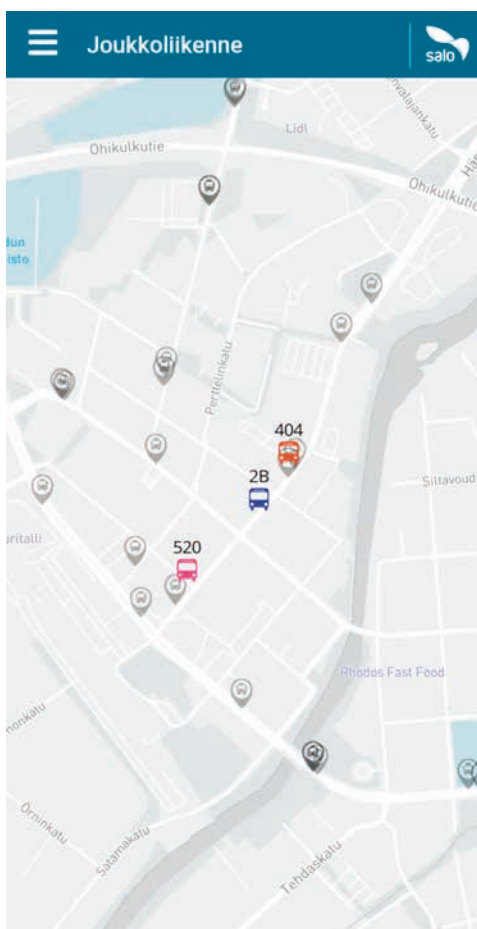 Joukkoliikenne
salo
Lidl
Ohikulkutie
Ohikulkutie
Perttelinkatu
404
2B
Siltavoud
520
Rhodos Fast Food
Örninkatu
Satamakatu
Tehdaskatu